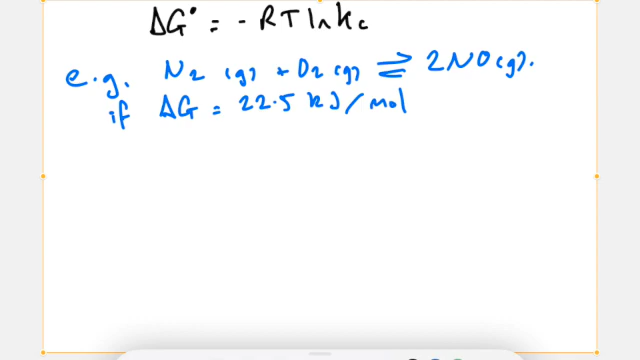 ΔG° = - RT ln Kc
e.g. N2 (g) + O2 (g) ⇌ 2NO(g).
if ΔG = 22.5 kJ/mol